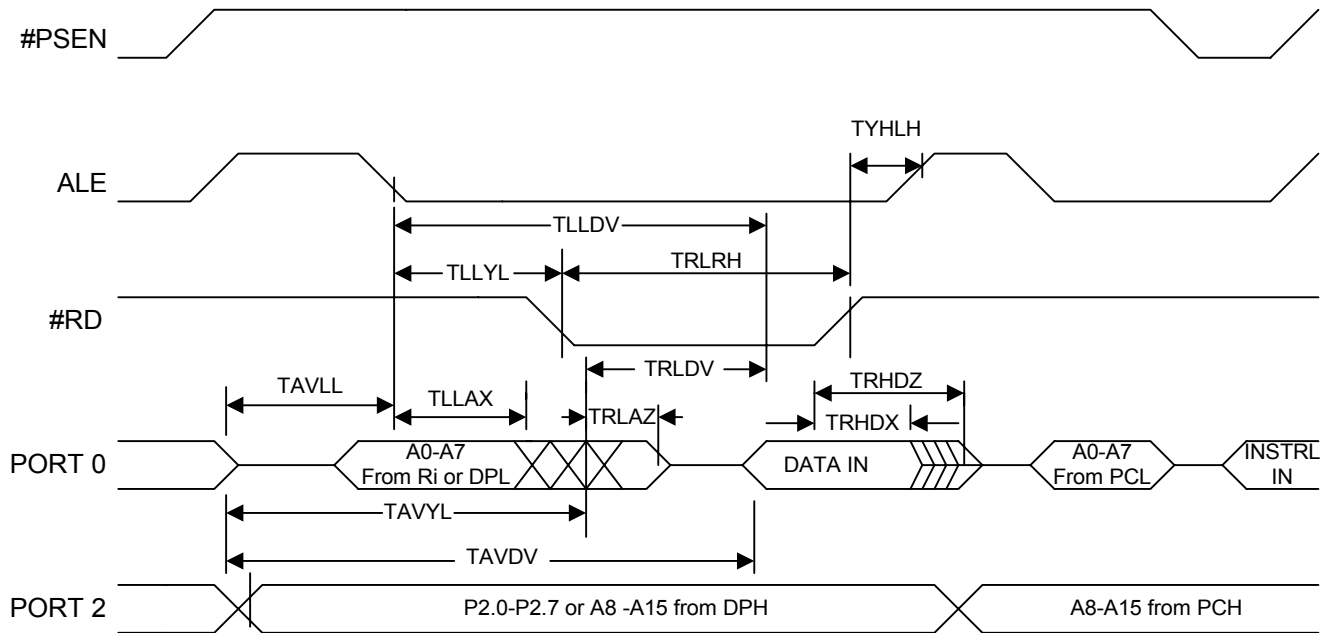 #PSEN
TYHLH
ALE
TLLDV
TLLYL
TRLRH
#RD
TRLDV
TAVLL
TLLAX
TRLAZ
TRHDZ
TRHDX
PORT 0
A0-A7
From Ri or DPL
DATA IN
A0-A7
From PCL
INSTRL
IN
TAVYL
TAVDV
PORT 2
P2.0-P2.7 or A8 -A15 from DPH
A8-A15 from PCH